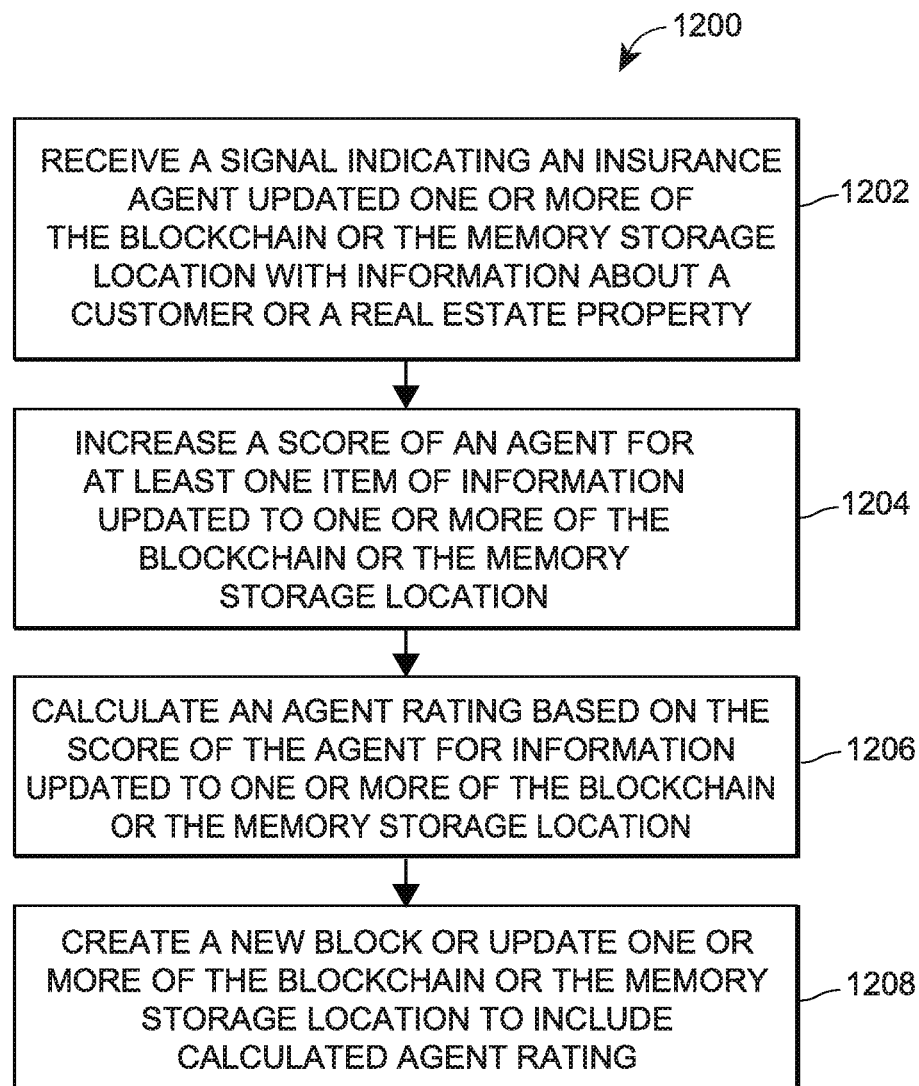 1200
RECEIVE A SIGNAL INDICATING AN INSURANCE
AGENT UPDATED ONE OR MORE OF
THE BLOCKCHAIN OR THE MEMORY STORAGE
LOCATION WITH INFORMATION ABOUT A
CUSTOMER OR A REAL ESTATE PROPERTY
1202
INCREASE A SCORE OF AN AGENT FOR
AT LEAST ONE ITEM OF INFORMATION
UPDATED TO ONE OR MORE OF THE
BLOCKCHAIN OR THE MEMORY
STORAGE LOCATION
1204
CALCULATE AN AGENT RATING BASED ON THE
SCORE OF THE AGENT FOR INFORMATION
UPDATED TO ONE OR MORE OF THE BLOCKCHAIN
OR THE MEMORY STORAGE LOCATION
1206
CREATE A NEW BLOCK OR UPDATE ONE OR
MORE OF THE BLOCKCHAIN OR THE MEMORY
STORAGE LOCATION TO INCLUDE
CALCULATED AGENT RATING
1208